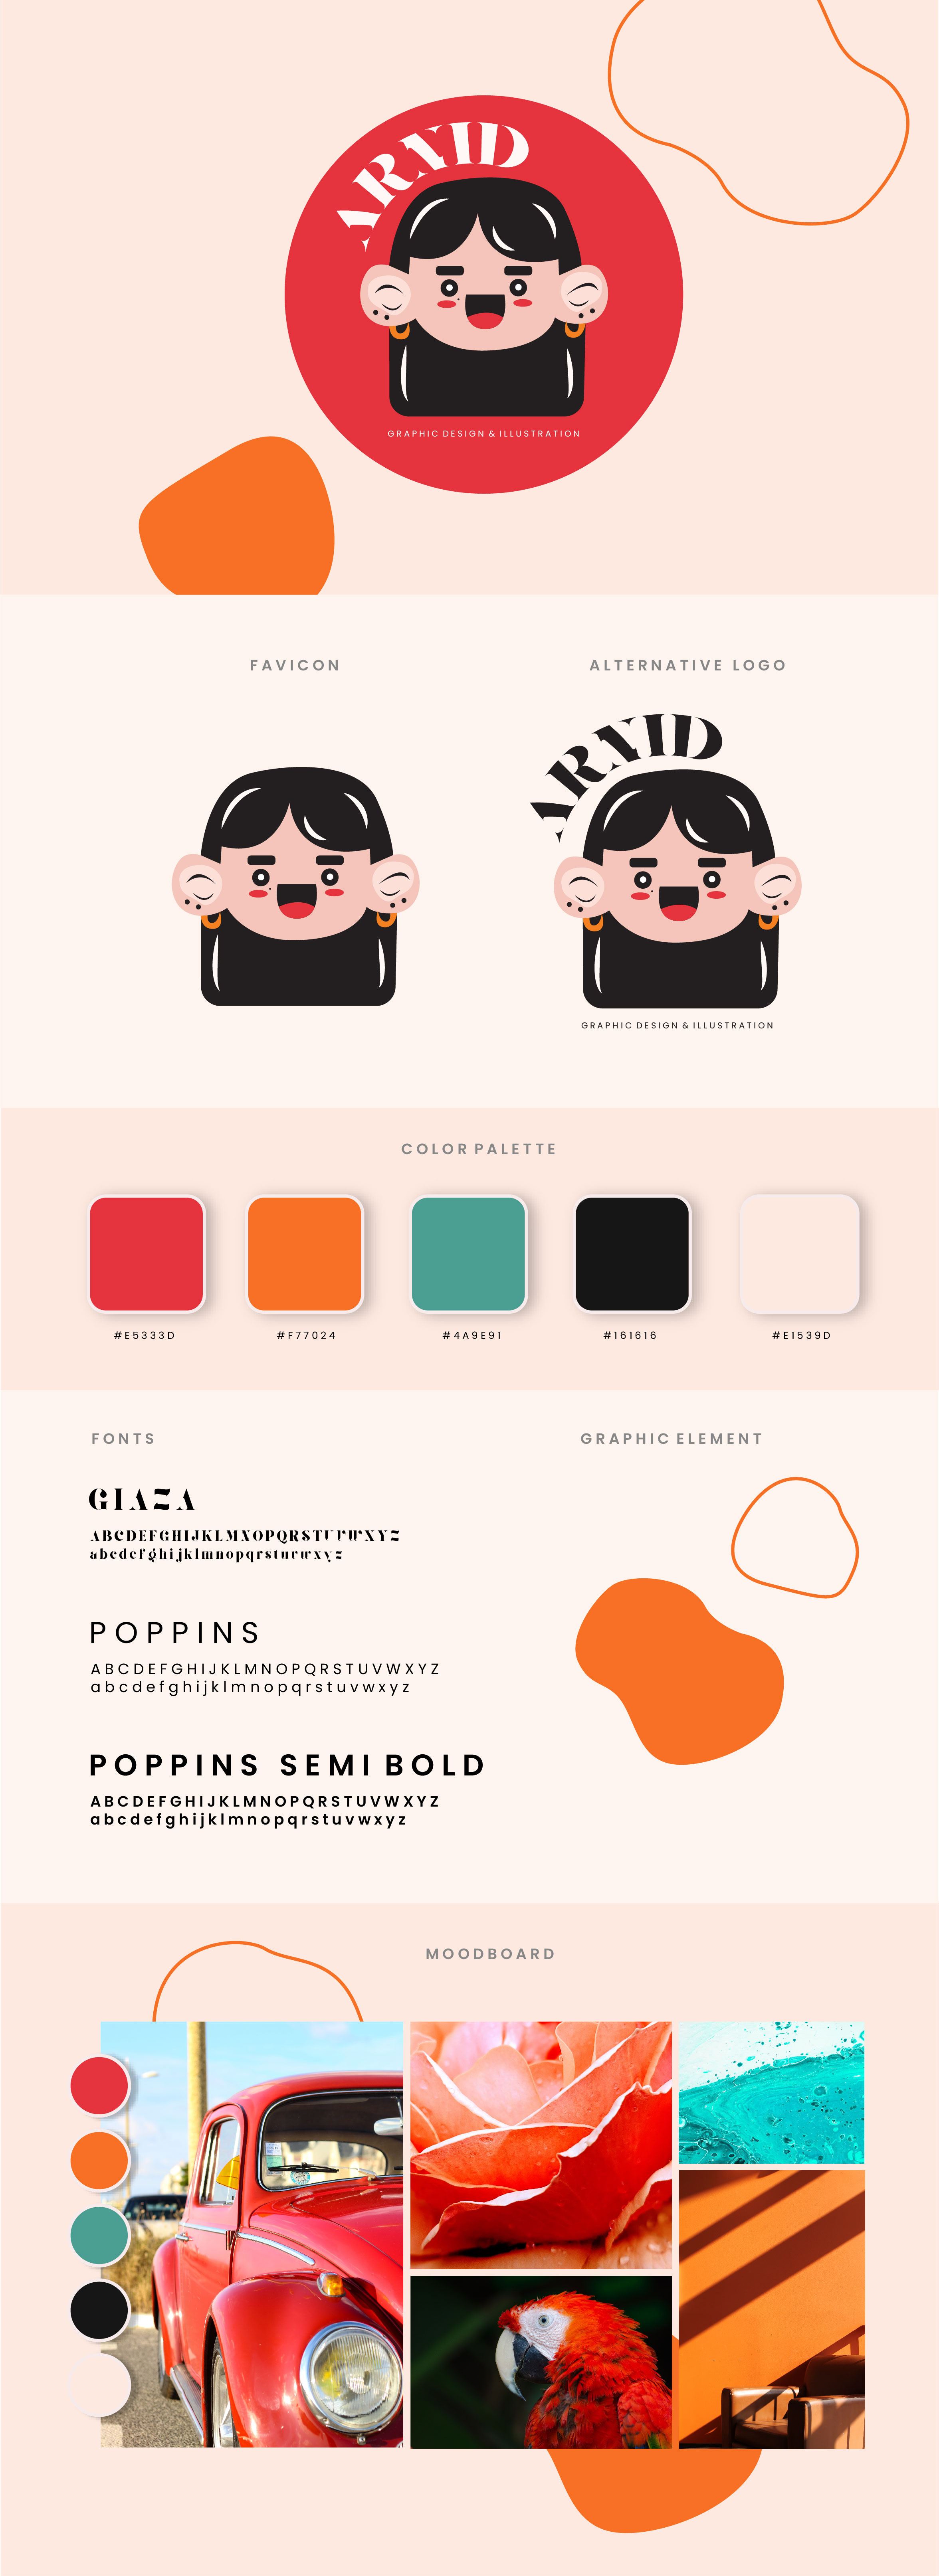 ARVID
GRAPHIC DESIGN & ILLUSTRATION
FAVICON
ALTERNATIVE LOGO
ARVID
GRAPHIC DESIGN & ILLUSTRATION
COLOR PALETTE
#E5333D
#F77024
#4A9E91
#161616
#E1539D
FONTS
GIAZA
ABCDEFGHIJKLMNOPQRSTUVWXYZ
abcdefghijklmnopqrstuvwxyz
POPPINS
ABCDEFGHIJKLMNOPQRSTUVWXYZ
abcdefghijklmnopqrstuvwxyz
POPPINS SEMI BOLD
ABCDEFGHIJKLMNOPQRSTUVWXYZ
abcdefghijklmnopqrstuvwxyz
GRAPHIC ELEMENT
MOODBOARD